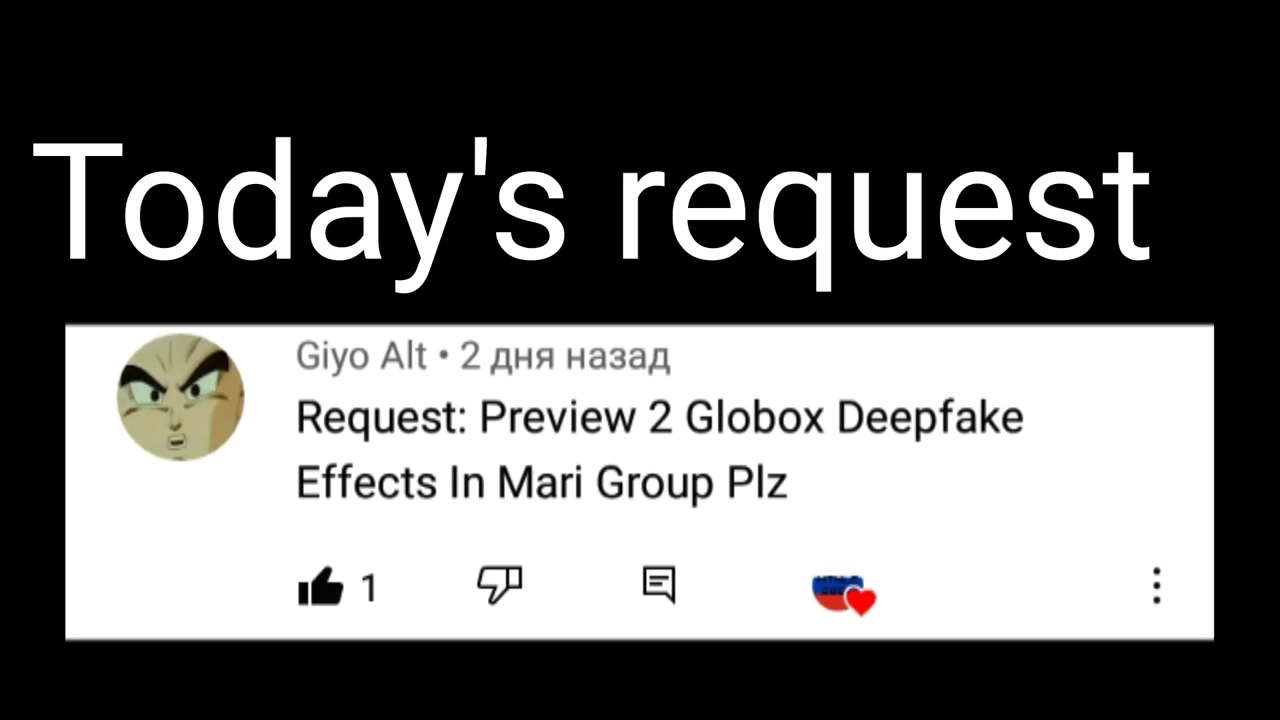 Today's request
Giyo Alt • 2 дня назад
Request: Preview 2 Globox Deepfake
Effects In Mari Group Plz
1